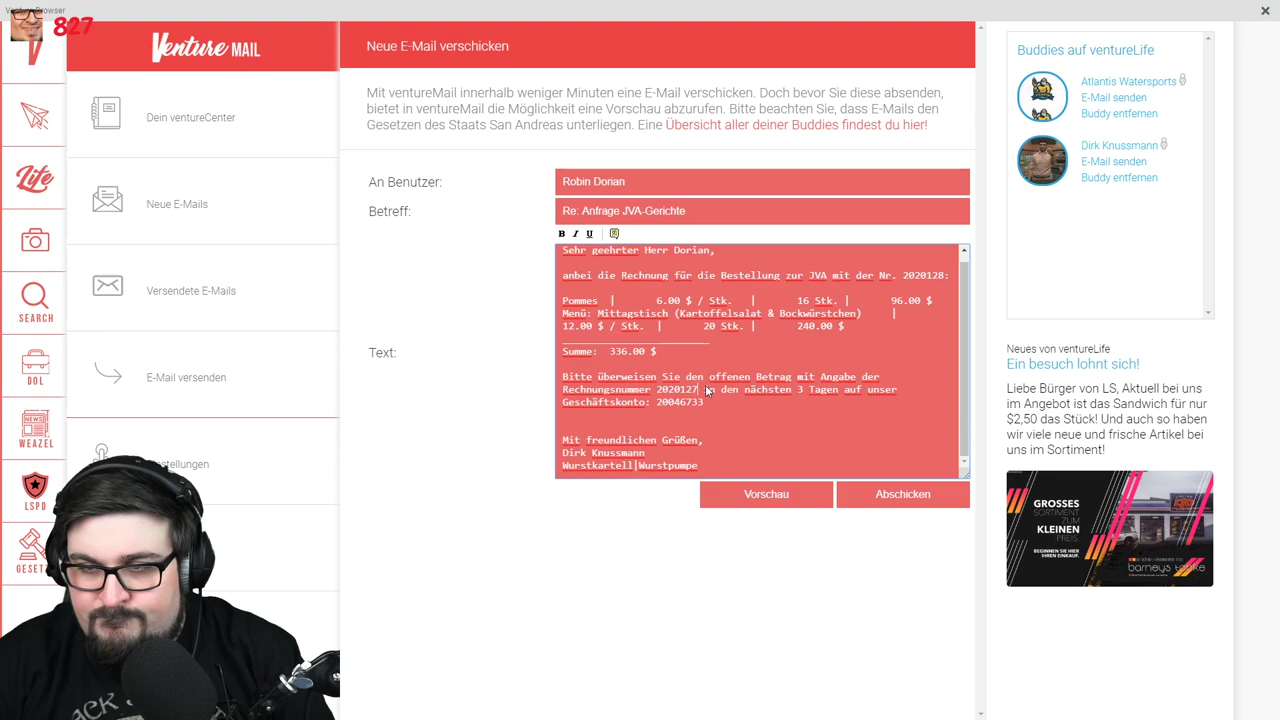 827
Venture MAIL
Neue E-Mail verschicken
Mit ventureMail innerhalb weniger Minuten eine E-Mail verschicken. Doch bevor Sie diese absenden,
bietet in ventureMail die Möglichkeit eine Vorschau abzurufen. Bitte beachten Sie, dass E-Mails den
Gesetzen des Staats San Andreas unterliegen. Eine Übersicht aller deiner Buddies findest du hier!
Life
SEARCH
DOL
WEAZEL
LSPD
Dein ventureCenter
Neue E-Mails
Versendete E-Mails
E-Mail versenden
An Benutzer:
Robin Dorian
Betreff:
Re: Anfrage JVA-Gerichte
B I U
Text:
Sehr geehrter Herr Dorian,
anbei die Rechnung für die Bestellung zur JVA mit der Nr. 2020128:
Pommes | 6.00 $ / Stk. | 16 Stk. | 96.00 $
Menü: Mittagstisch (Kartoffelsalat & Bockwürstchen) |
12.00 $ / Stk. | 20 Stk. | 240.00 $
Summe: 336.00 $
Bitte überweisen Sie den offenen Betrag mit Angabe der
Rechnungsnummer 2020127 in den nächsten 3 Tagen auf unser
Geschäftskonto: 20046733
Mit freundlichen Grüßen,
Dirk Knussmann
Wurstkartell|Wurstpumpe
Vorschau
Abschicken
Buddies auf ventureLife
Atlantis Watersports
E-Mail senden
Buddy entfernen
Dirk Knussmann
E-Mail senden
Buddy entfernen
Neues von ventureLife
Ein besuch lohnt sich!
Liebe Bürger von LS, Aktuell bei uns
im Angebot ist das Sandwich für nur
$2,50 das Stück! Und auch so haben
wir viele neue und frische Artikel bei
uns im Sortiment!
GROSSES
SORTIMENT
ZUM
KLEINEN
PREIS.
BEGINNEN SIE HIER
IHREN EINKAUF.